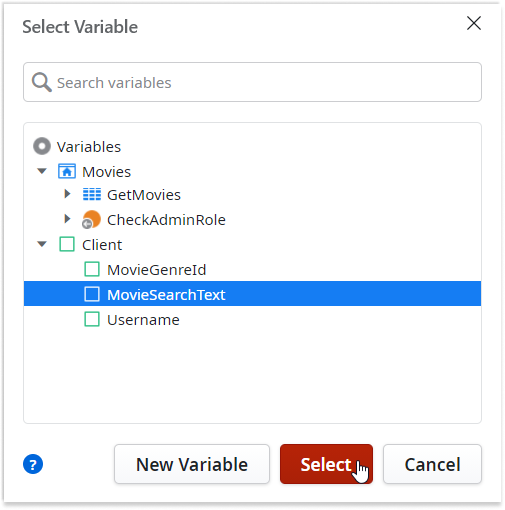 Select Variable
Search variables
Variables
Movies
GetMovies
CheckAdminRole
Client
MovieGenreId
MovieSearchText
Username
? New Variable Select Cancel